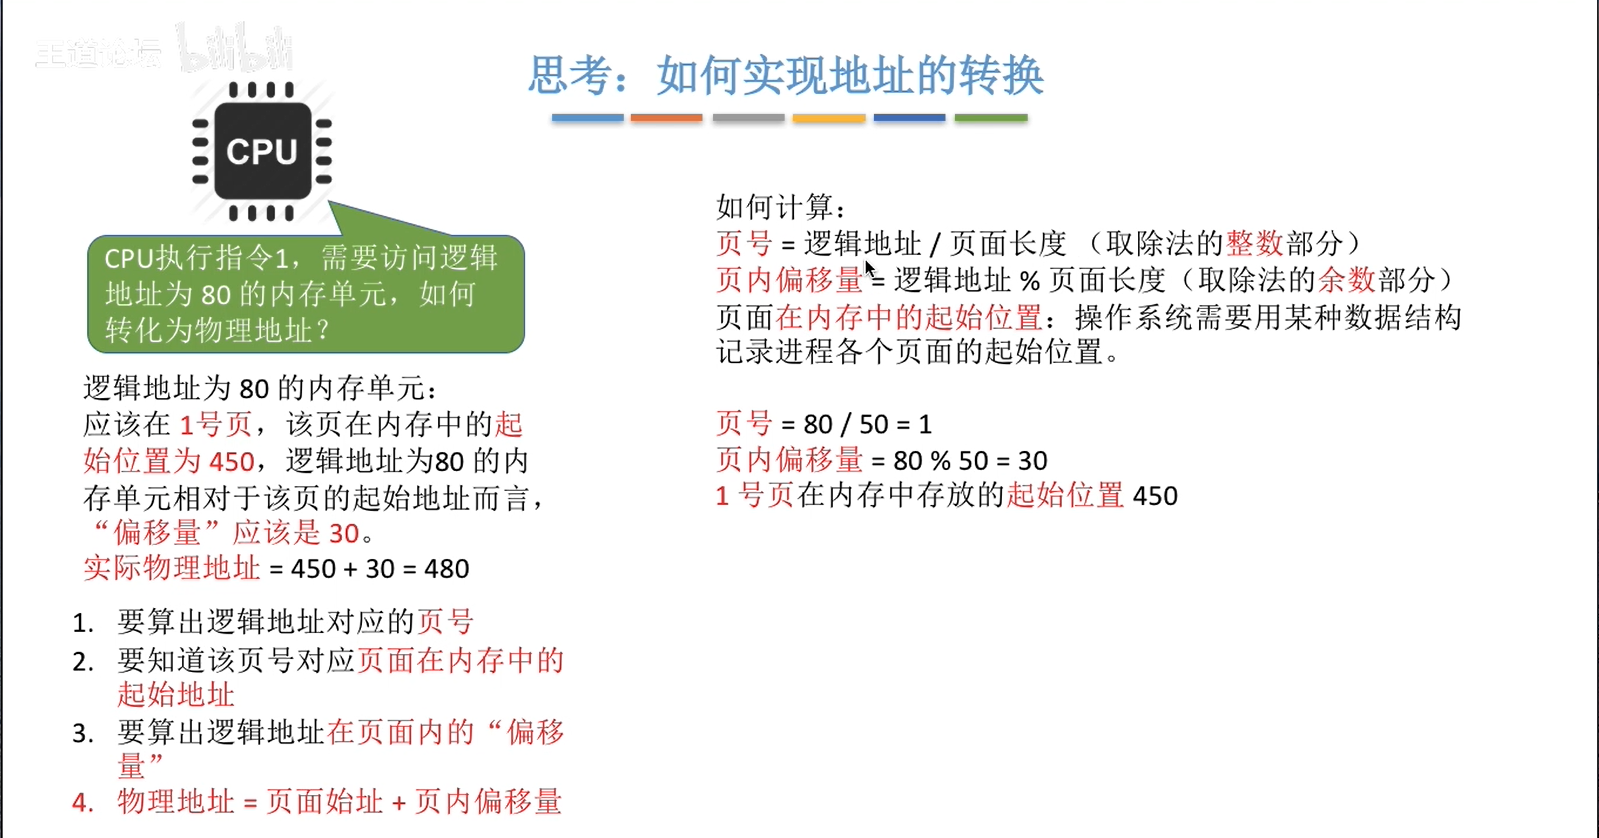 王道论坛 bilibili
思考：如何实现地址的转换
CPU
CPU执行指令1，需要访问逻辑
地址为 80 的内存单元，如何
转化为物理地址？
逻辑地址为 80 的内存单元：
应该在 1号页，该页在内存中的起
始位置为 450，逻辑地址为80 的内
存单元相对于该页的起始地址而言，
“偏移量”应该是 30。
实际物理地址 = 450 + 30 = 480
1. 要算出逻辑地址对应的页号
2. 要知道该页号对应页面在内存中的
起始地址
3. 要算出逻辑地址在页面内的“偏移
量”
4. 物理地址 = 页面始址 + 页内偏移量
如何计算：
页号 = 逻辑地址 / 页面长度 （取除法的整数部分）
页内偏移量 = 逻辑地址 % 页面长度（取除法的余数部分）
页面在内存中的起始位置：操作系统需要用某种数据结构
记录进程各个页面的起始位置。
页号 = 80 / 50 = 1
页内偏移量 = 80 % 50 = 30
1 号页在内存中存放的起始位置 450